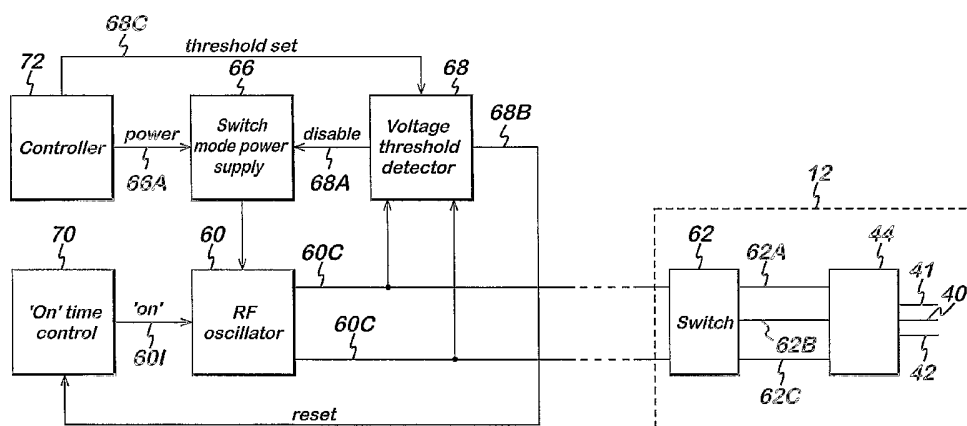 68C
threshold set
72
66
68
68B
Controller
power
66A
Switch
mode power
supply
disable
68A
Voltage
threshold
detector
12
70
60
60C
62
62A
44
41
40
'On' time
control
'on'
60I
RF
oscillator
60C
Switch
62B
42
62C
reset